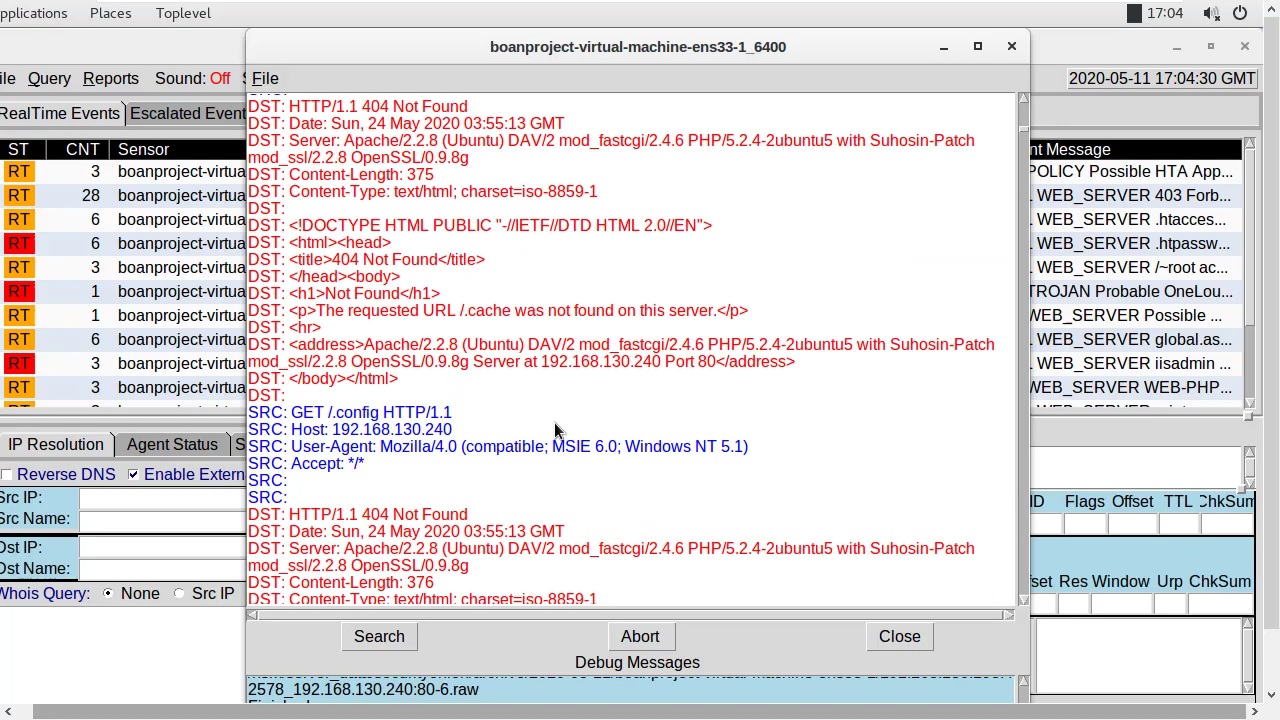 pplications Places Toplevel 17:04
boanproject-virtual-machine-ens33-1_6400
ile Query Reports Sound: Off 2020-05-11 17:04:30 GMT
File
RealTime Events Escalated Event
ST CNT Sensor nt Message
RT 3 boanproject-virtua POLICY Possible HTA App...
RT 28 boanproject-virtua WEB_SERVER 403 Forb...
RT 6 boanproject-virtua WEB_SERVER .htacces...
RT 6 boanproject-virtua WEB_SERVER .htpassw...
RT 3 boanproject-virtua WEB_SERVER /~root ac...
RT 1 boanproject-virtua TROJAN Probable OneLou...
RT 1 boanproject-virtua WEB_SERVER Possible ...
RT 6 boanproject-virtua WEB_SERVER global.as...
RT 3 boanproject-virtua WEB_SERVER iisadmin ...
RT 3 boanproject-virtua WEB_SERVER WEB-PHP...
DST: HTTP/1.1 404 Not Found
DST: Date: Sun, 24 May 2020 03:55:13 GMT
DST: Server: Apache/2.2.8 (Ubuntu) DAV/2 mod_fastcgi/2.4.6 PHP/5.2.4-2ubuntu5 with Suhosin-Patch
mod_ssl/2.2.8 OpenSSL/0.9.8g
DST: Content-Length: 375
DST: Content-Type: text/html; charset=iso-8859-1
DST:
DST: <!DOCTYPE HTML PUBLIC "-//IETF//DTD HTML 2.0//EN">
DST: <html><head>
DST: <title>404 Not Found</title>
DST: </head><body>
DST: <h1>Not Found</h1>
DST: <p>The requested URL /.cache was not found on this server.</p>
DST: <hr>
DST: <address>Apache/2.2.8 (Ubuntu) DAV/2 mod_fastcgi/2.4.6 PHP/5.2.4-2ubuntu5 with Suhosin-Patch
mod_ssl/2.2.8 OpenSSL/0.9.8g Server at 192.168.130.240 Port 80</address>
DST: </body></html>
DST:
SRC: GET /.config HTTP/1.1
SRC: Host: 192.168.130.240
SRC: User-Agent: Mozilla/4.0 (compatible; MSIE 6.0; Windows NT 5.1)
SRC: Accept: */*
SRC:
SRC:
DST: HTTP/1.1 404 Not Found
DST: Date: Sun, 24 May 2020 03:55:13 GMT
DST: Server: Apache/2.2.8 (Ubuntu) DAV/2 mod_fastcgi/2.4.6 PHP/5.2.4-2ubuntu5 with Suhosin-Patch
mod_ssl/2.2.8 OpenSSL/0.9.8g
DST: Content-Length: 376
DST: Content-Type: text/html; charset=iso-8859-1
IP Resolution Agent Status S
Reverse DNS Enable Extern
Src IP:
Src Name:
Dst IP:
Dst Name:
Whois Query: None Src IP
ID Flags Offset TTL ChkSum
set Res Window Urp ChkSum
Search Abort Close
Debug Messages
2578_192.168.130.240:80-6.raw